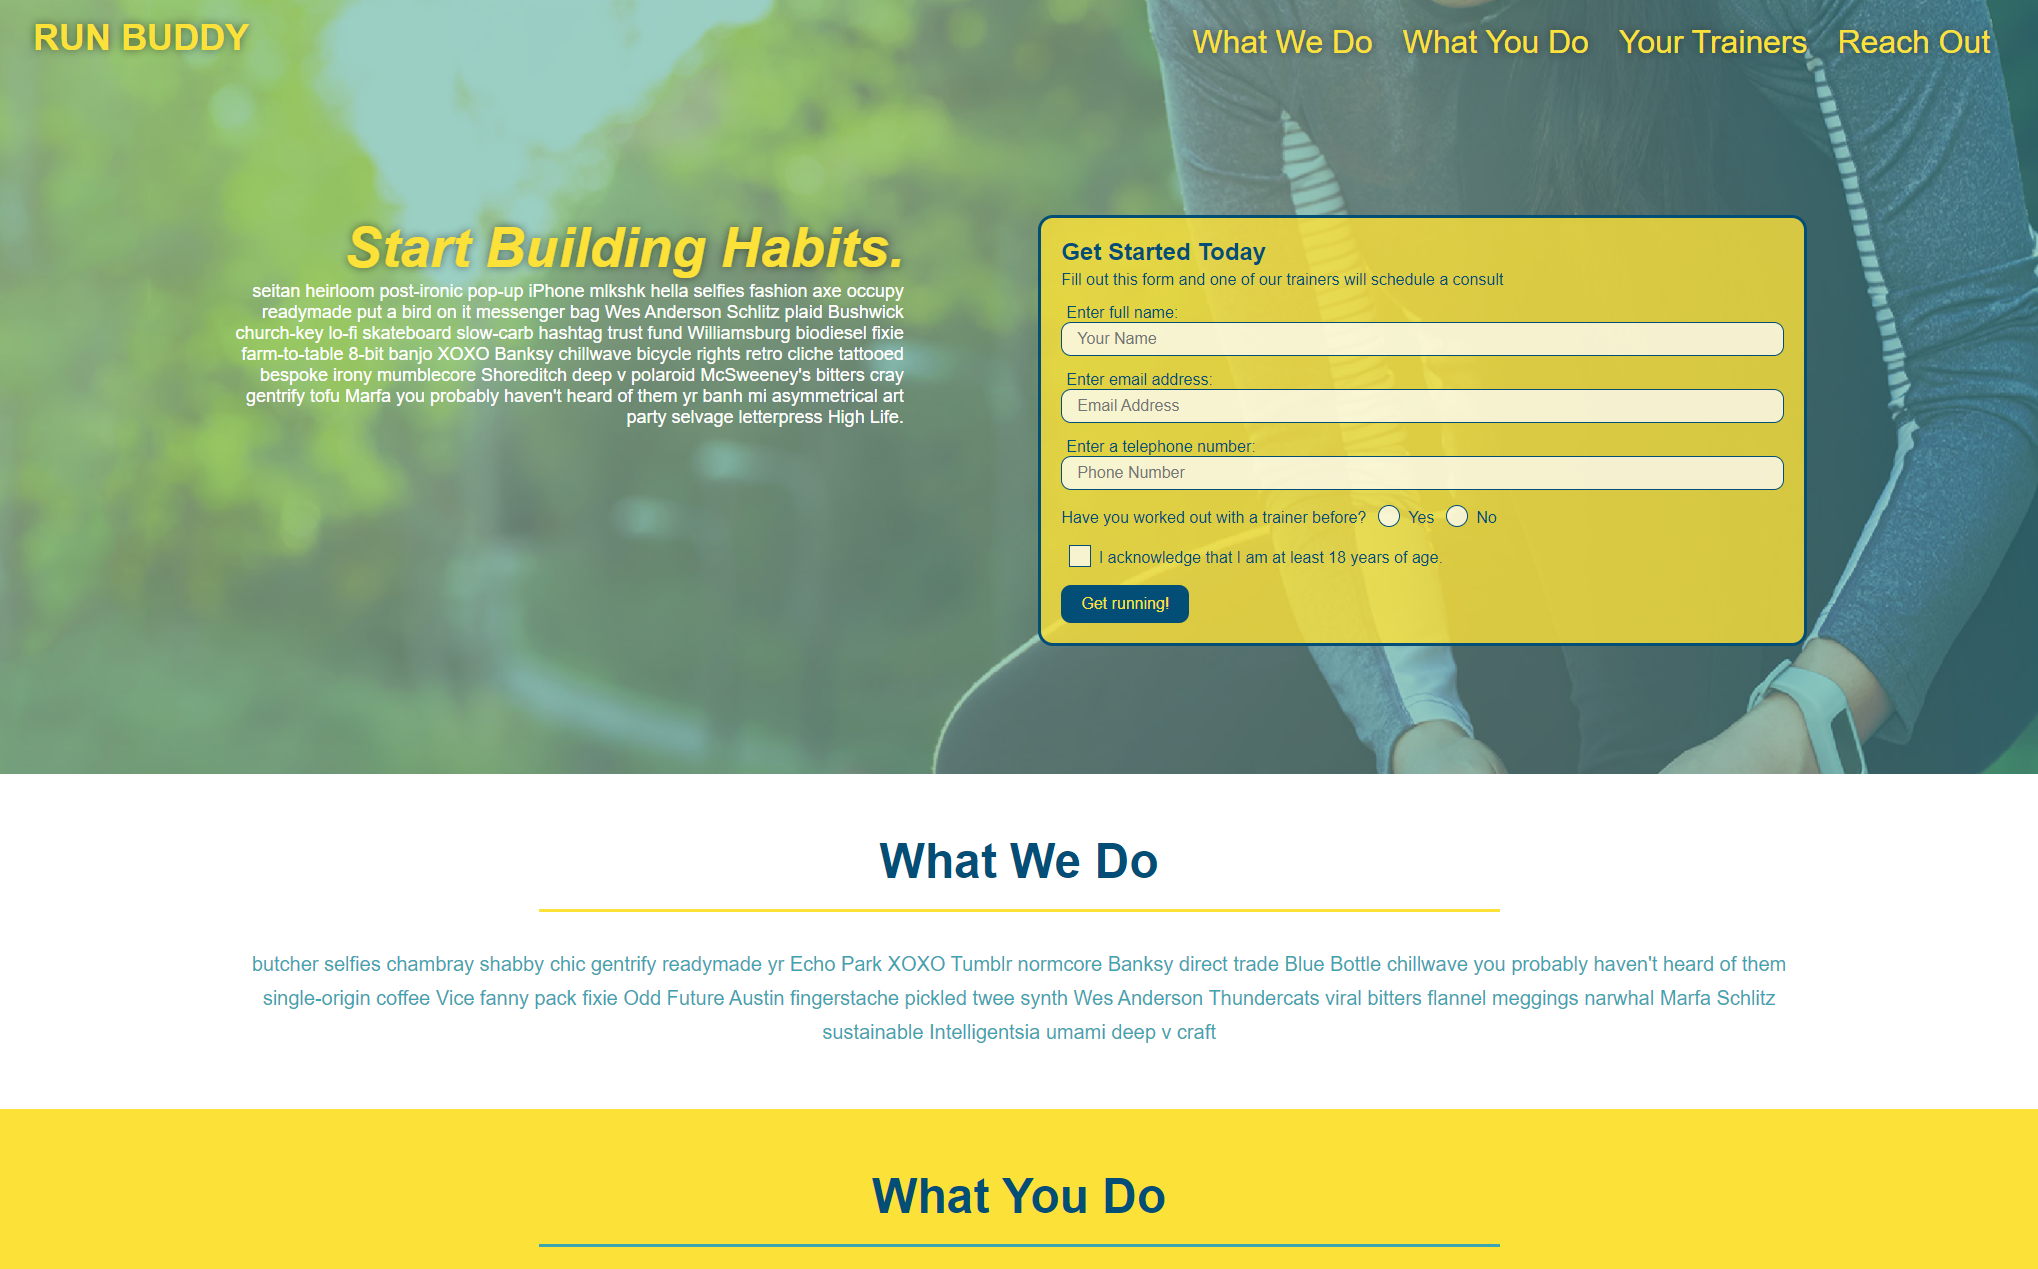 RUN BUDDY
What We Do What You Do Your Trainers Reach Out
Start Building Habits.
seitan heirloom post-ironic pop-up iPhone mlkshk hella selfies fashion axe occupy
readymade put a bird on it messenger bag Wes Anderson Schlitz plaid Bushwick
church-key lo-fi skateboard slow-carb hashtag trust fund Williamsburg biodiesel fixie
farm-to-table 8-bit banjo XOXO Banksy chillwave bicycle rights retro cliche tattooed
bespoke irony mumblecore Shoreditch deep v polaroid McSweeney's bitters cray
gentrify tofu Marfa you probably haven't heard of them yr banh mi asymmetrical art
party selvage letterpress High Life.
Get Started Today
Fill out this form and one of our trainers will schedule a consult
Enter full name:
Your Name
Enter email address:
Email Address
Enter a telephone number:
Phone Number
Have you worked out with a trainer before? Yes No
I acknowledge that I am at least 18 years of age.
Get running!
What We Do
butcher selfies chambray shabby chic gentrify readymade yr Echo Park XOXO Tumblr normcore Banksy direct trade Blue Bottle chillwave you probably haven't heard of them
single-origin coffee Vice fanny pack fixie Odd Future Austin fingerstache pickled twee synth Wes Anderson Thundercats viral bitters flannel meggings narwhal Marfa Schlitz
sustainable Intelligentsia umami deep v craft
What You Do